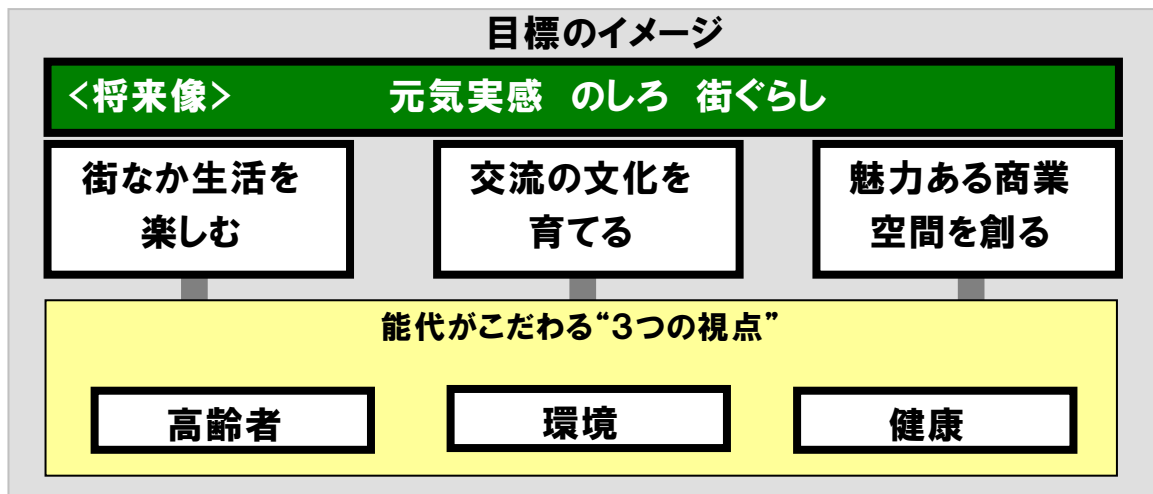 目標のイメージ
<将来像> 元気実感 のしろ 街ぐらし
街なか生活を
楽しむ
交流の文化を
育てる
魅力ある商業
空間を創る
能代がこだわる“3つの視点”
高齢者
環境
健康